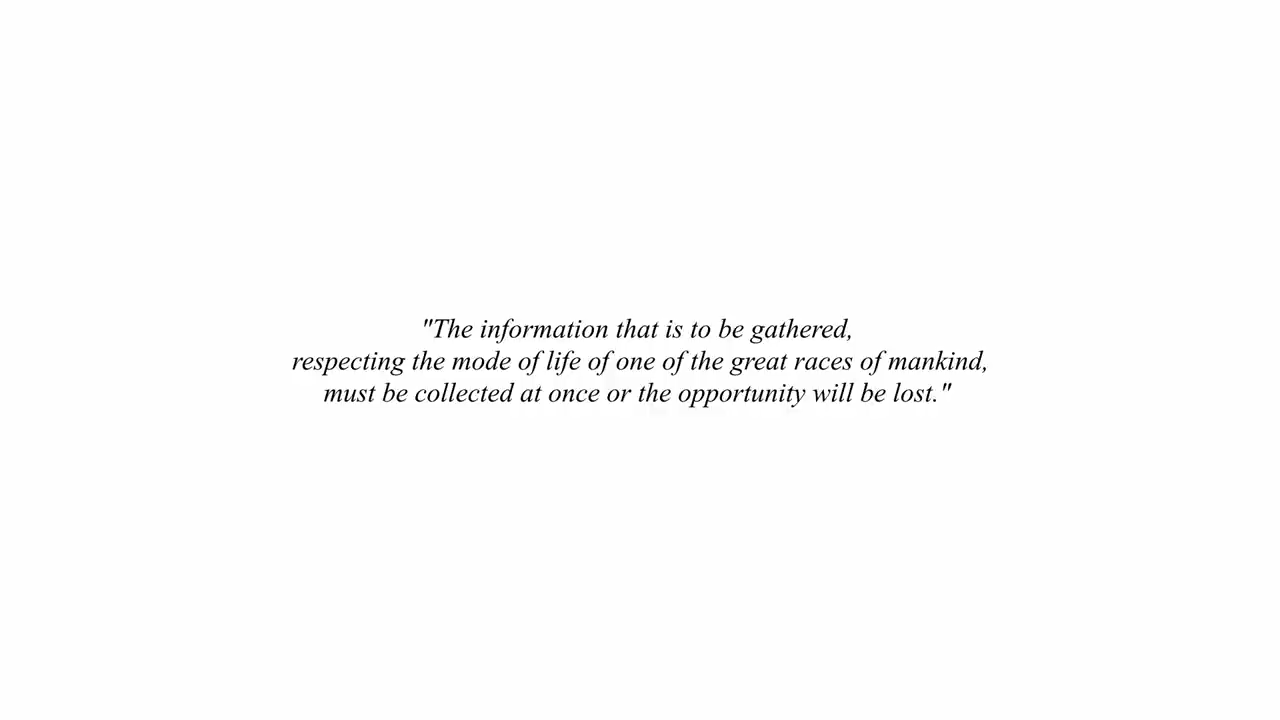 "The information that is to be gathered,
respecting the mode of life of one of the great races of mankind,
must be collected at once or the opportunity will be lost."